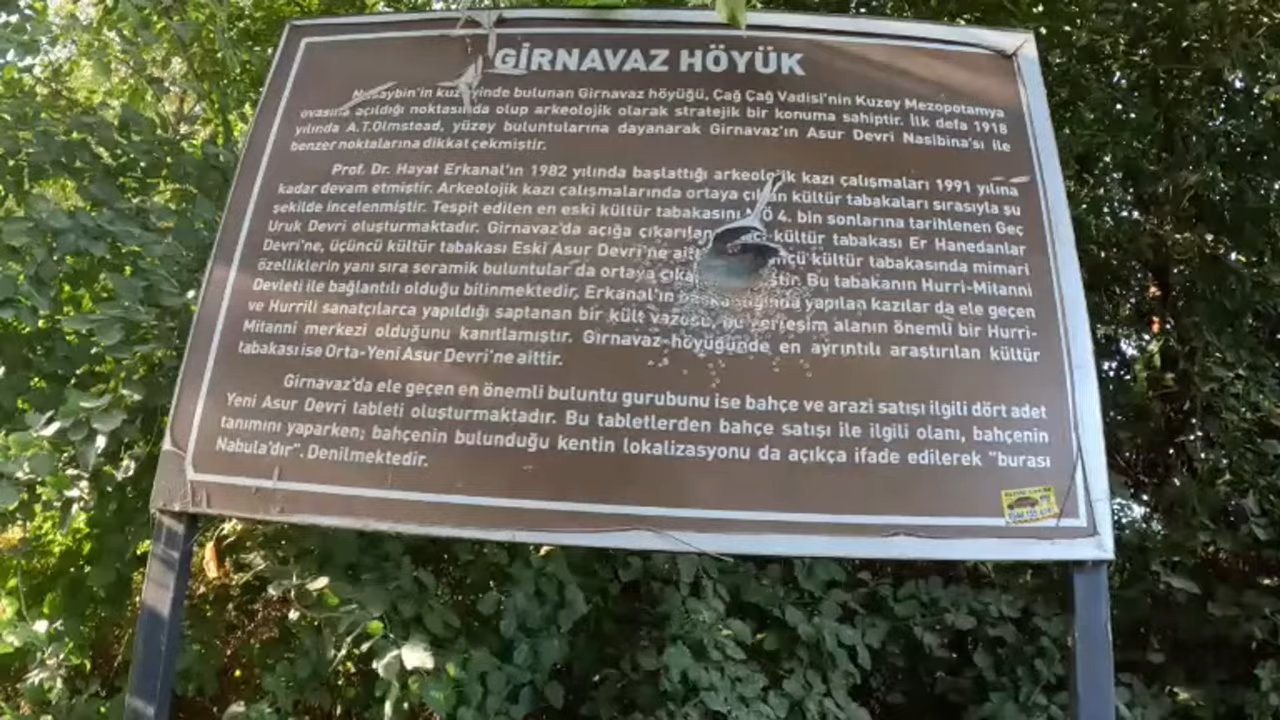 GİRNAVAZ HÖYÜK
Nusaybin'in kuzeyinde bulunan Girnavaz höyüğü, Çağ Çağ Vadisi'nin Kuzey Mezopotamya
ovasına açıldığı noktasında olup arkeolojik olarak stratejik bir konuma sahiptir. İlk defa 1918
yılında A.T.Olmstead, yüzey buluntularına dayanarak Girnavaz'ın Asur Devri Nasibina'sı ile
benzer noktalarına dikkat çekmiştir.
Prof. Dr. Hayat Erkanal'ın 1982 yılında başlattığı arkeolojik kazı çalışmaları 1991 yılına
kadar devam etmiştir. Arkeolojik kazı çalışmalarında ortaya çıkan kültür tabakaları sırasıyla şu
şekilde incelenmiştir. Tespit edilen en eski kültür tabakasını MÖ 4. bin sonlarına tarihlenen Geç
Uruk Devri oluşturmaktadır. Girnavaz'da açığa çıkarılan kültür tabakası Er Hanedanlar
Devri'ne, üçüncü kültür tabakası Eski Asur Devri'ne kültür tabakasında mimari
özelliklerin yanı sıra seramik buluntular da ortaya Bu tabakanın Hurri-Mitanni
Devleti ile bağlantılı olduğu bilinmektedir, Erkanal'ın başkanlığında yapılan kazılar da ele geçen
ve Hurrili sanatçılarca yapıldığı saptanan bir kült vazosu, bu yerleşim alanın önemli bir Hurri-
Mitanni merkezi olduğunu kanıtlamıştır. Girnavaz höyüğünde en ayrıntılı araştırılan kültür
tabakası ise Orta-Yeni Asur Devri'ne aittir.
Girnavaz'da ele geçen en önemli buluntu gurubunu ise bahçe ve arazi satışı ilgili dört adet
Yeni Asur Devri tableti oluşturmaktadır. Bu tabletlerden bahçe satışı ile ilgili olanı, bahçenin
tanımını yaparken; bahçenin bulunduğu kentin lokalizasyonu da açıkça ifade edilerek "burası
Nabula'dır". Denilmektedir.